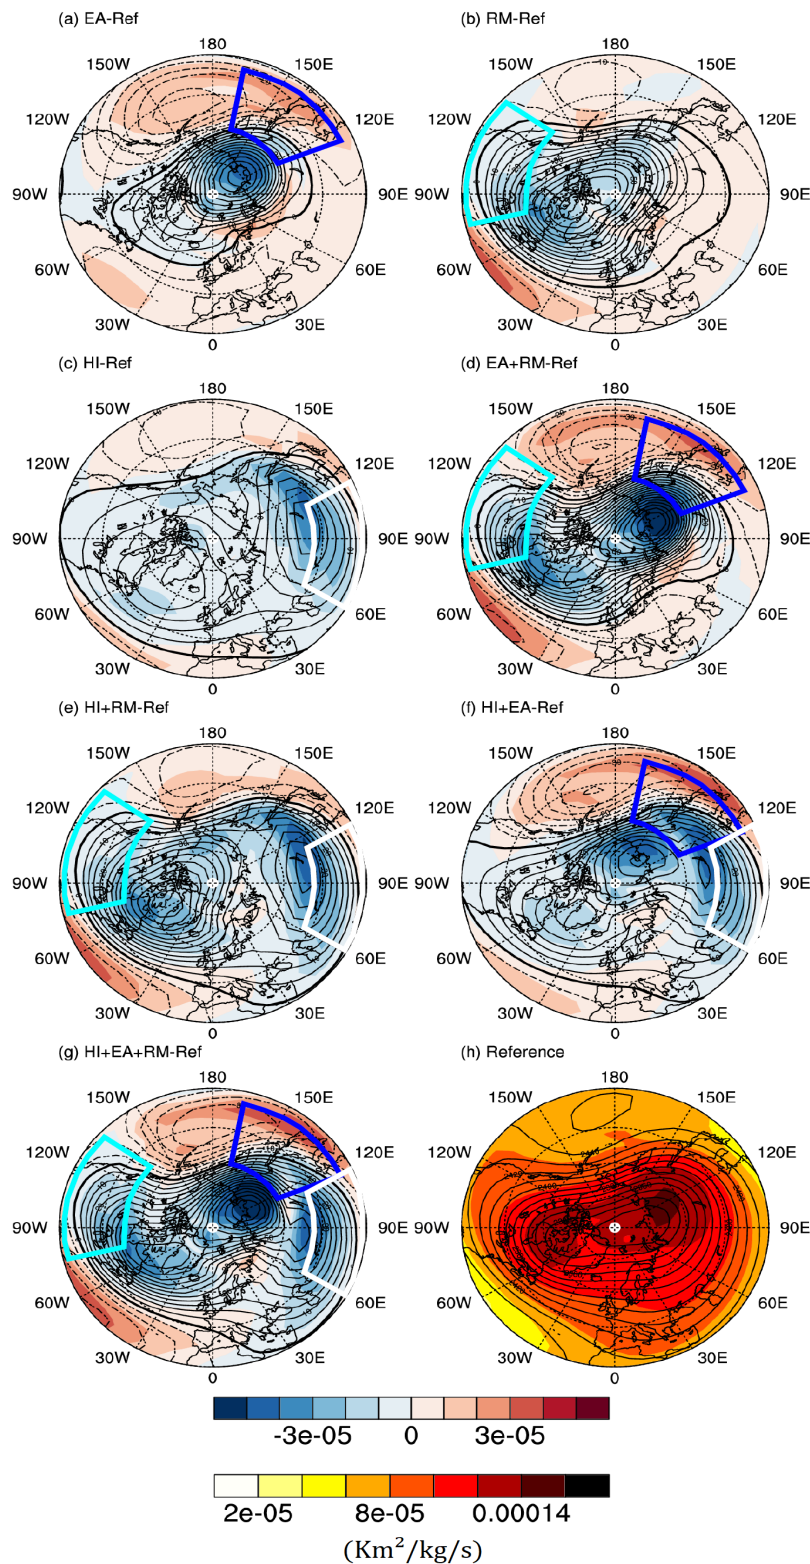 (a) EA-Ref (b) RM-Ref
180 180
150W 150E 150W 150E
120W 120E 120W 120E
90W 90E 90W 90E
60W 60E 60W 60E
30W 30E 30W 30E
0 0
(c) HI-Ref (d) EA+RM-Ref
180 180
150W 150E 150W 150E
120W 120E 120W 120E
90W 90E 90W 90E
60W 60E 60W 60E
30W 30E 30W 30E
0 0
(e) HI+RM-Ref (f) HI+EA-Ref
180 180
150W 150E 150W 150E
120W 120E 120W 120E
90W 90E 90W 90E
60W 60E 60W 60E
30W 30E 30W 30E
0 0
(g) HI+EA+RM-Ref (h) Reference
180 180
150W 150E 150W 150E
120W 120E 120W 120E
90W 90E 90W 90E
60W 60E 60W 60E
30W 30E 30W 30E
0 0
-3e-05 0 3e-05
2e-05 8e-05 0.00014
(Km²/kg/s)